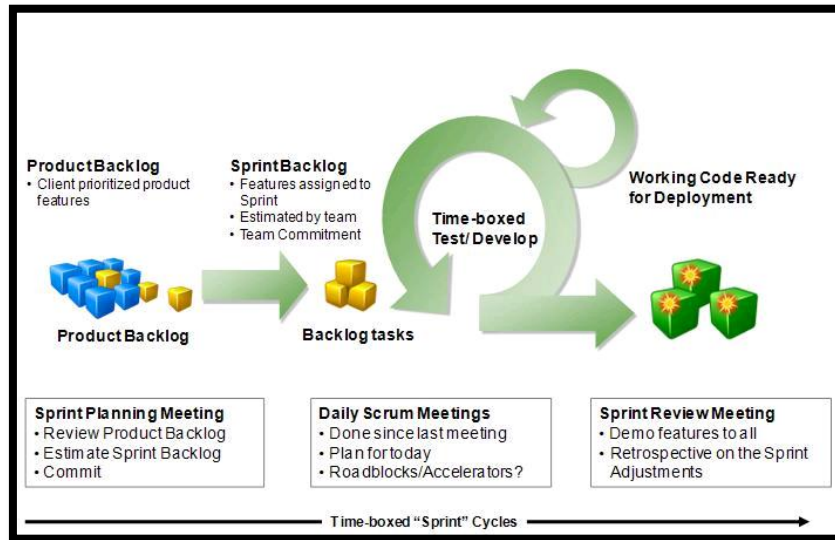 Product Backlog
• Client prioritized product
features
Sprint Backlog
• Features assigned to
Sprint
• Estimated by team
• Team Commitment
Time-boxed
Test/ Develop
Working Code Ready
for Deployment
Product Backlog
Backlog tasks
Sprint Planning Meeting
• Review Product Backlog
• Estimate Sprint Backlog
• Commit
Daily Scrum Meetings
• Done since last meeting
• Plan for today
• Roadblocks/Accelerators?
Sprint Review Meeting
• Demo features to all
• Retrospective on the Sprint
Adjustments
Time-boxed “Sprint” Cycles